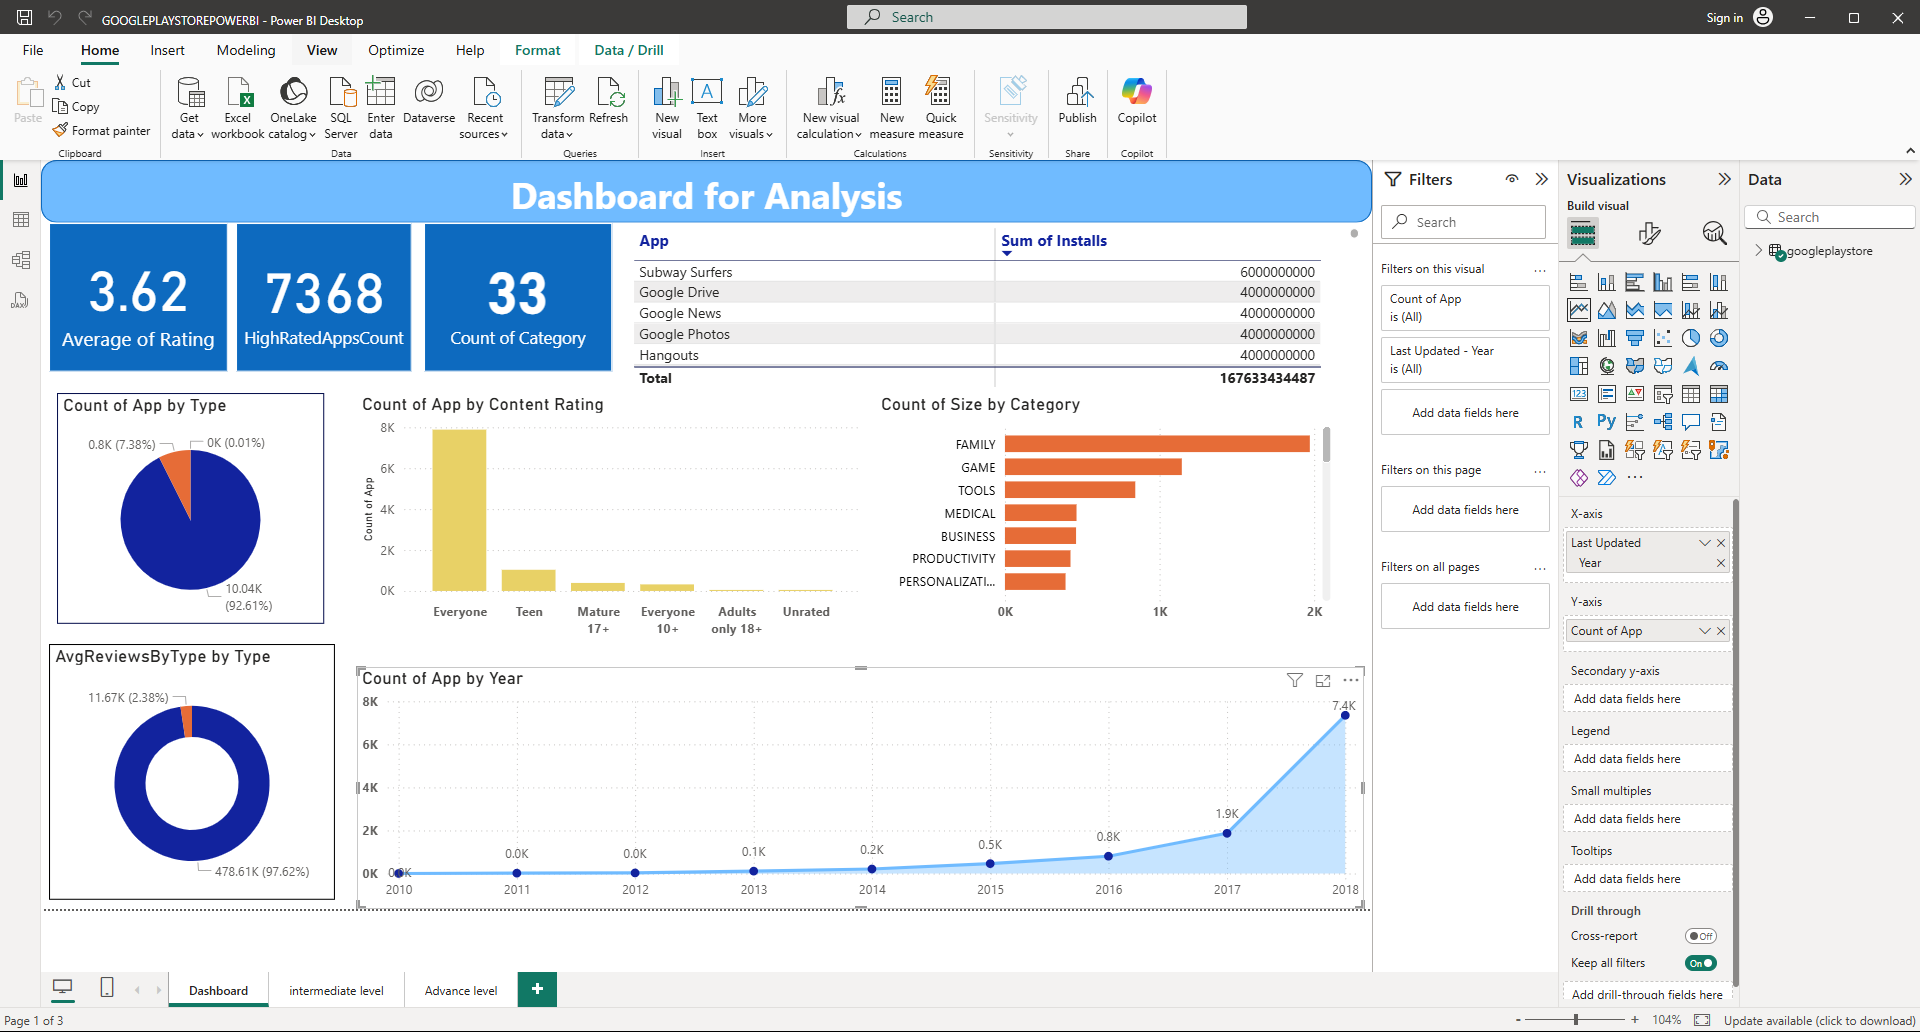 GOOGLEPLAYSTOREPOWERBI - Power BI Desktop
Search
Sign in
File
Home
Insert
Modeling
View
Optimize
Help
Format
Data / Drill
Paste
Cut
Copy
Format painter
Clipboard
Get data
Excel workbook
OneLake catalog
SQL Server
Enter data
Dataverse
Recent sources
Data
Transform data
Refresh
Queries
New visual
Text box
More visuals
Insert
New visual calculation
New measure
Quick measure
Calculations
Sensitivity
Sensitivity
Publish
Share
Copilot
Copilot
DAX
Dashboard for Analysis
3.62
Average of Rating
7368
HighRatedAppsCount
33
Count of Category
App Sum of Installs
Subway Surfers 6000000000
Google Drive 4000000000
Google News 4000000000
Google Photos 4000000000
Hangouts 4000000000
Total 167633434487
Count of App by Type
0.8K (7.38%)
0K (0.01%)
10.04K
(92.61%)
Count of App by Content Rating
Count of App
8K
6K
4K
2K
0K
Everyone
Teen
Mature
17+
Everyone
10+
Adults
only 18+
Unrated
Count of Size by Category
FAMILY
GAME
TOOLS
MEDICAL
BUSINESS
PRODUCTIVITY
PERSONALIZATI...
0K 1K 2K
AvgReviewsByType by Type
11.67K (2.38%)
478.61K (97.62%)
Count of App by Year
8K
6K
4K
2K
0K
0.0K
0.0K
0.1K
0.2K
0.5K
0.8K
1.9K
7.4K
2010 2011 2012 2013 2014 2015 2016 2017 2018
Filters
Search
Filters on this visual ...
Count of App
is (All)
Last Updated - Year
is (All)
Add data fields here
Filters on this page ...
Add data fields here
Filters on all pages ...
Add data fields here
Visualizations
Build visual
123
R
Py
...
X-axis
Last Updated
Year
Y-axis
Count of App
Secondary y-axis
Add data fields here
Legend
Add data fields here
Small multiples
Add data fields here
Tooltips
Add data fields here
Drill through
Cross-report Off
Keep all filters On
Add drill-through fields here
Data
Search
googleplaystore
Dashboard
intermediate level
Advance level
+
Page 1 of 3
- + 104%
Update available (click to download)